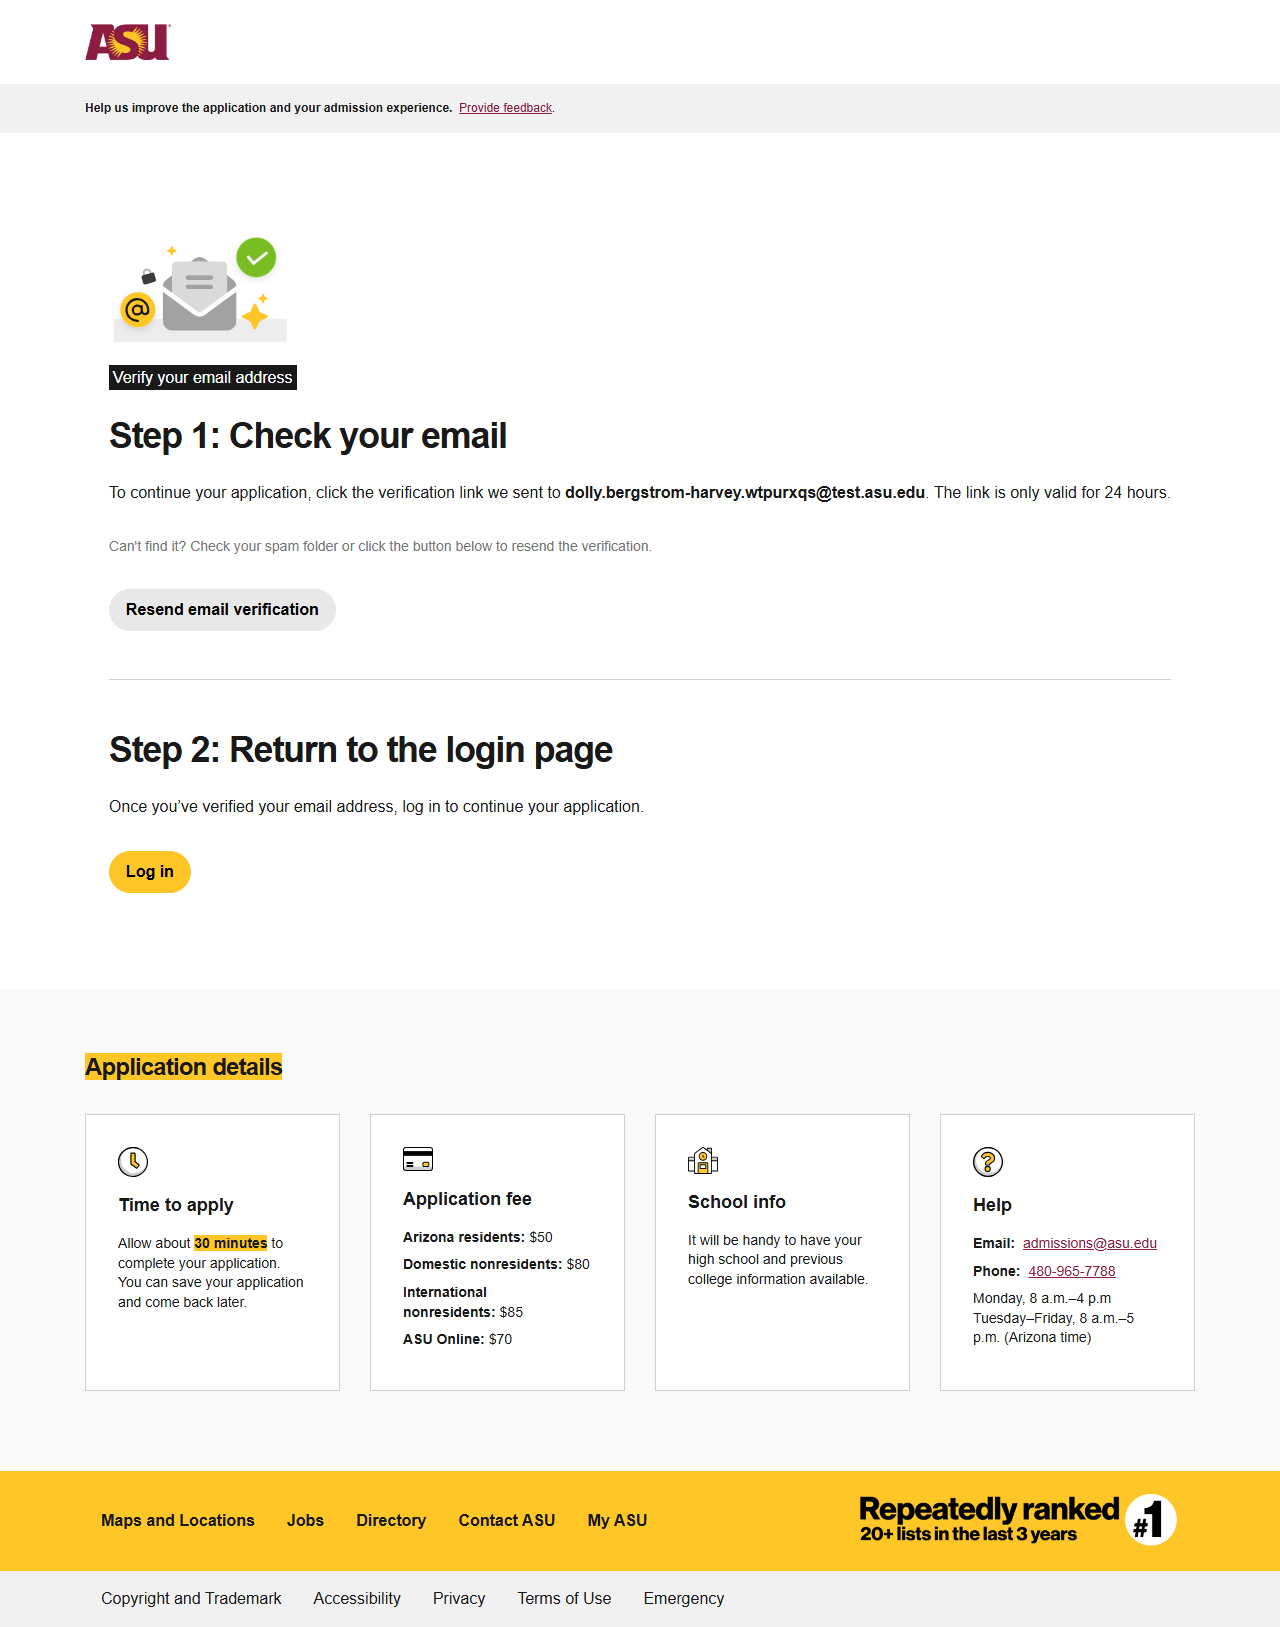 ASU
Help us improve the application and your admission experience. Provide feedback.
@
Verify your email address
Step 1: Check your email
To continue your application, click the verification link we sent to dolly.bergstrom-harvey.wtpurxqs@test.asu.edu. The link is only valid for 24 hours.
Can't find it? Check your spam folder or click the button below to resend the verification.
Resend email verification
Step 2: Return to the login page
Once you’ve verified your email address, log in to continue your application.
Log in
Application details
Time to apply
Allow about 30 minutes to
complete your application.
You can save your application
and come back later.
Application fee
Arizona residents: $50
Domestic nonresidents: $80
International
nonresidents: $85
ASU Online: $70
School info
It will be handy to have your
high school and previous
college information available.
?
Help
Email: admissions@asu.edu
Phone: 480-965-7788
Monday, 8 a.m.–4 p.m
Tuesday–Friday, 8 a.m.–5
p.m. (Arizona time)
Maps and Locations Jobs Directory Contact ASU My ASU
Repeatedly ranked
20+ lists in the last 3 years
#1
Copyright and Trademark Accessibility Privacy Terms of Use Emergency